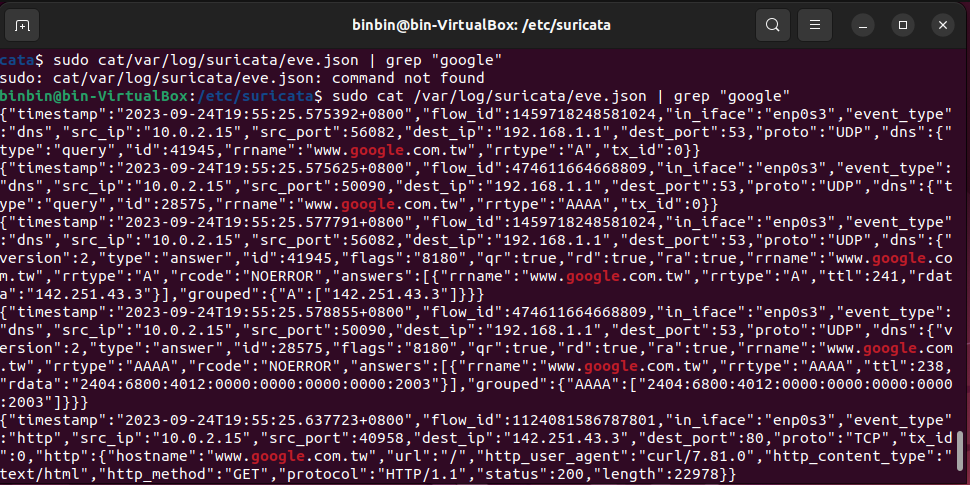 binbin@bin-VirtualBox: /etc/suricata
cata$ sudo cat/var/log/suricata/eve.json | grep "google"
sudo: cat/var/log/suricata/eve.json: command not found
binbin@bin-VirtualBox:/etc/suricata$ sudo cat /var/log/suricata/eve.json | grep "google"
{"timestamp":"2023-09-24T19:55:25.575392+0800","flow_id":1459718248581024,"in_iface":"enp0s3","event_type"
:"dns","src_ip":"10.0.2.15","src_port":56082,"dest_ip":"192.168.1.1","dest_port":53,"proto":"UDP","dns":{"
type":"query","id":41945,"rrname":"www.google.com.tw","rrtype":"A","tx_id":0}}
{"timestamp":"2023-09-24T19:55:25.575625+0800","flow_id":474611664668809,"in_iface":"enp0s3","event_type":
"dns","src_ip":"10.0.2.15","src_port":50090,"dest_ip":"192.168.1.1","dest_port":53,"proto":"UDP","dns":{"t
ype":"query","id":28575,"rrname":"www.google.com.tw","rrtype":"AAAA","tx_id":0}}
{"timestamp":"2023-09-24T19:55:25.577791+0800","flow_id":1459718248581024,"in_iface":"enp0s3","event_type"
:"dns","src_ip":"10.0.2.15","src_port":56082,"dest_ip":"192.168.1.1","dest_port":53,"proto":"UDP","dns":{"
version":2,"type":"answer","id":41945,"flags":"8180","qr":true,"rd":true,"ra":true,"rrname":"www.google.co
m.tw","rrtype":"A","rcode":"NOERROR","answers":[{"rrname":"www.google.com.tw","rrtype":"A","ttl":241,"rdat
a":"142.251.43.3"}],"grouped":{"A":["142.251.43.3"]}}}
{"timestamp":"2023-09-24T19:55:25.578855+0800","flow_id":474611664668809,"in_iface":"enp0s3","event_type":
"dns","src_ip":"10.0.2.15","src_port":50090,"dest_ip":"192.168.1.1","dest_port":53,"proto":"UDP","dns":{"v
ersion":2,"type":"answer","id":28575,"flags":"8180","qr":true,"rd":true,"ra":true,"rrname":"www.google.com
.tw","rrtype":"AAAA","rcode":"NOERROR","answers":[{"rrname":"www.google.com.tw","rrtype":"AAAA","ttl":238,
"rdata":"2404:6800:4012:0000:0000:0000:0000:2003"}],"grouped":{"AAAA":["2404:6800:4012:0000:0000:0000:0000
:2003"]}}}
{"timestamp":"2023-09-24T19:55:25.637723+0800","flow_id":1124081586787801,"in_iface":"enp0s3","event_type"
:"http","src_ip":"10.0.2.15","src_port":40958,"dest_ip":"142.251.43.3","dest_port":80,"proto":"TCP","tx_id
":0,"http":{"hostname":"www.google.com.tw","url":"/","http_user_agent":"curl/7.81.0","http_content_type":"
text/html","http_method":"GET","protocol":"HTTP/1.1","status":200,"length":22978}}